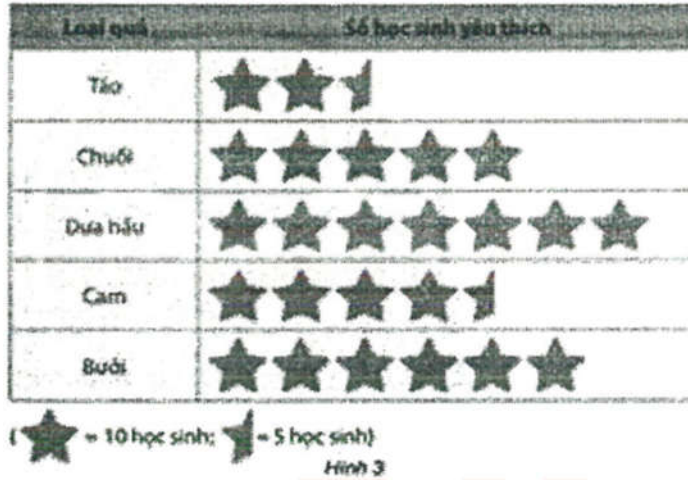 Loại quả Số học sinh yêu thích
Táo
Chuối
Dưa hấu
Cam
Bưởi
( = 10 học sinh; = 5 học sinh)
Hình 3